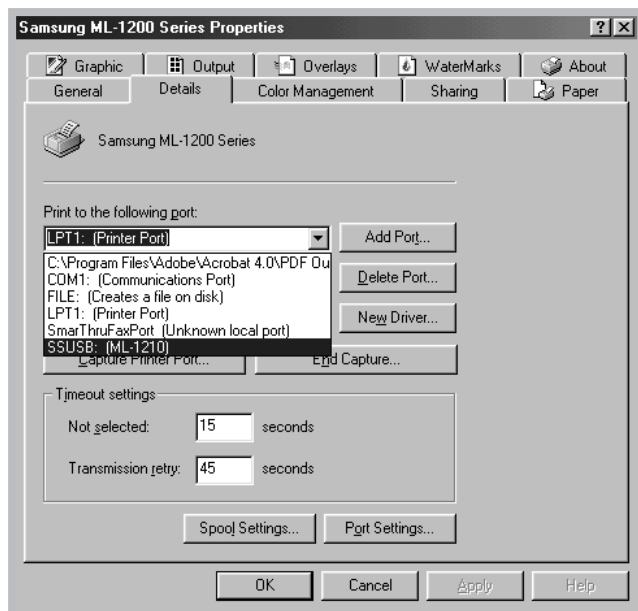 Samsung ML-1200 Series Properties ? X
Graphic Output Overlays WaterMarks About
General Details Color Management Sharing Paper
Samsung ML-1200 Series
Print to the following port:
LPT1: (Printer Port) Add Port...
C:\Program Files\Adobe\Acrobat 4.0\PDF Ou
COM1: (Communications Port) Delete Port...
FILE: (Creates a file on disk)
LPT1: (Printer Port) New Driver...
SmarThruFaxPort (Unknown local port)
SSUSB: (ML-1210)
Capture Printer Port... End Capture...
Timeout settings
Not selected: 15 seconds
Transmission retry: 45 seconds
Spool Settings... Port Settings...
OK Cancel Apply Help